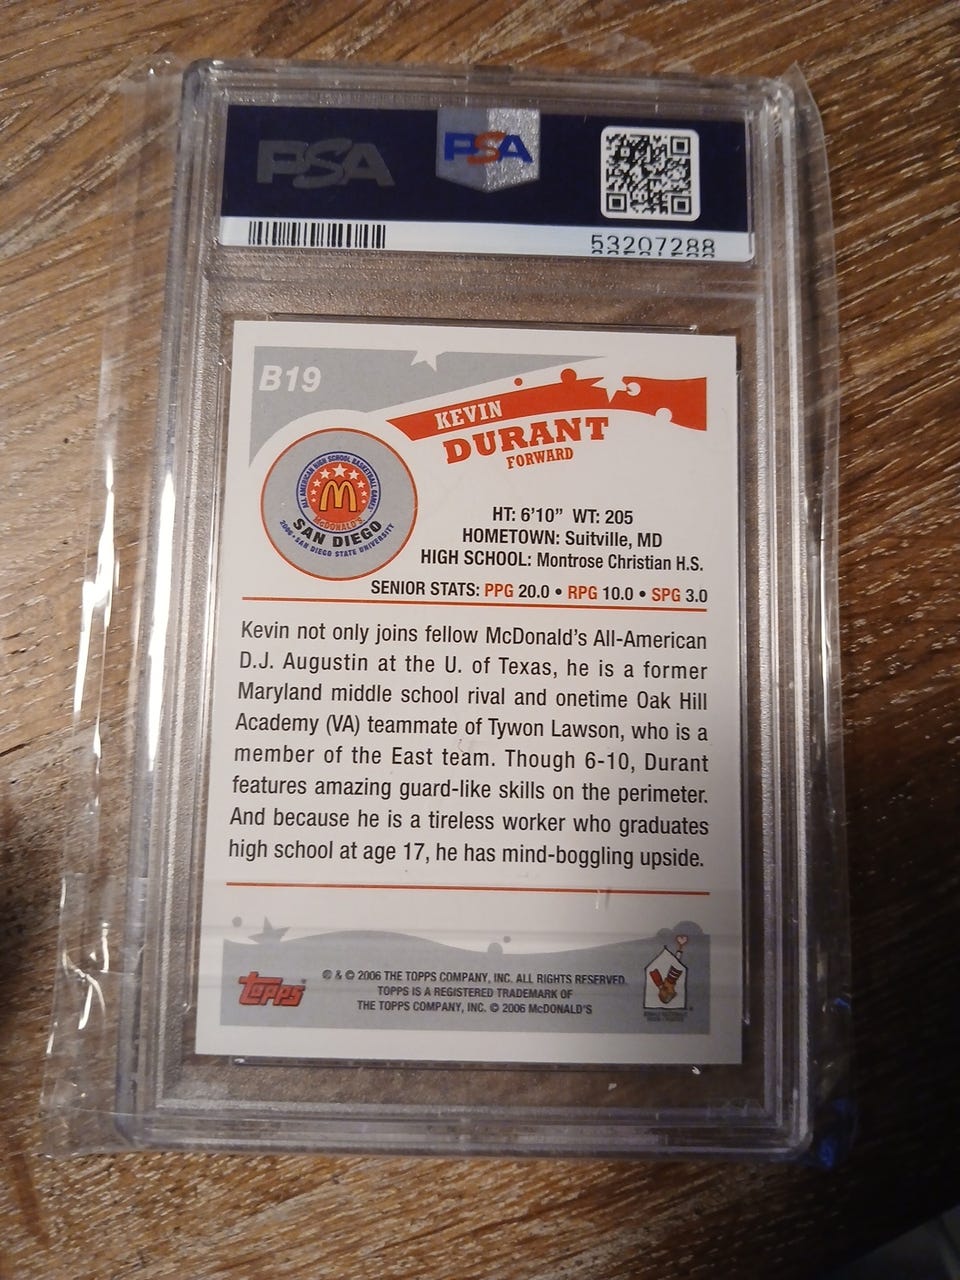 PSA
PSA
53207288
B19
KEVIN
DURANT
FORWARD
ALL AMERICAN HIGH SCHOOL BASKETBALL GAMES
McDONALD'S
SAN DIEGO
2006 • SAN DIEGO STATE UNIVERSITY
HT: 6'10" WT: 205
HOMETOWN: Suitville, MD
HIGH SCHOOL: Montrose Christian H.S.
SENIOR STATS: PPG 20.0 • RPG 10.0 • SPG 3.0
Kevin not only joins fellow McDonald's All-American
D.J. Augustin at the U. of Texas, he is a former
Maryland middle school rival and onetime Oak Hill
Academy (VA) teammate of Tywon Lawson, who is a
member of the East team. Though 6-10, Durant
features amazing guard-like skills on the perimeter.
And because he is a tireless worker who graduates
high school at age 17, he has mind-boggling upside.
Topps
® & © 2006 THE TOPPS COMPANY, INC. ALL RIGHTS RESERVED.
TOPPS IS A REGISTERED TRADEMARK OF
THE TOPPS COMPANY, INC. © 2006 McDONALD'S